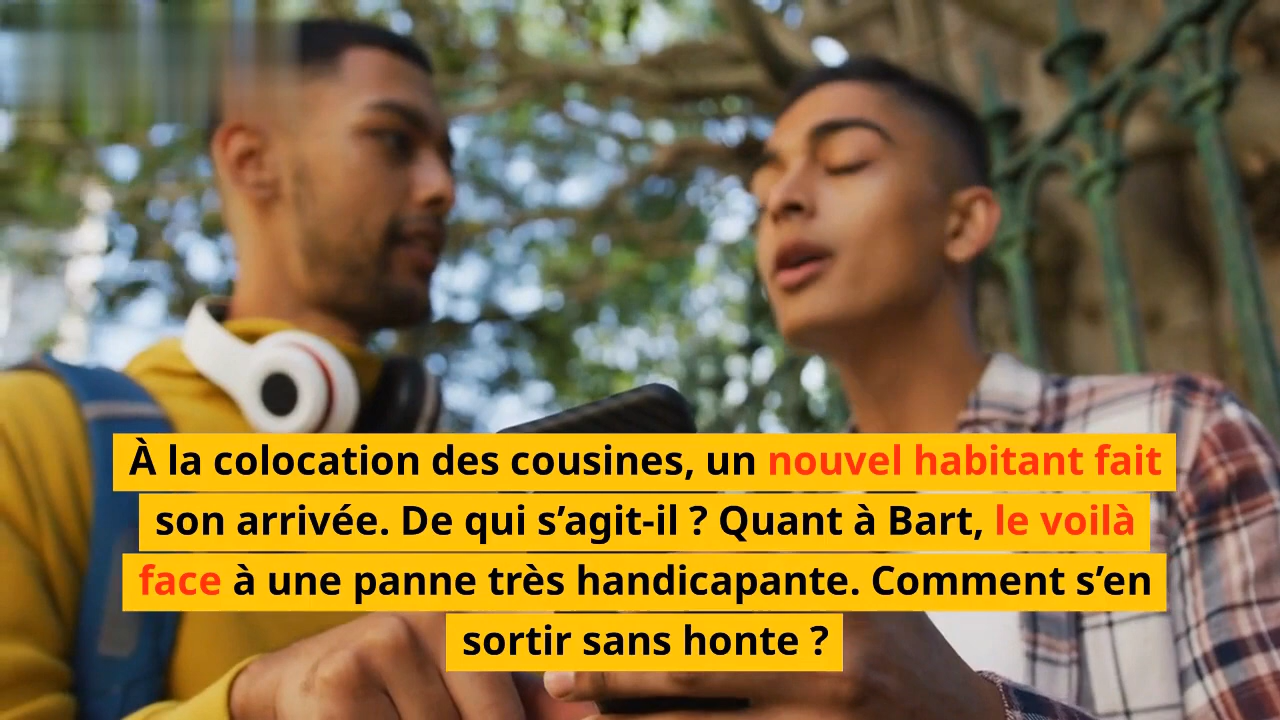 À la colocation des cousines, un nouvel habitant fait
son arrivée. De qui s’agit-il ? Quant à Bart, le voilà
face à une panne très handicapante. Comment s’en
sortir sans honte ?